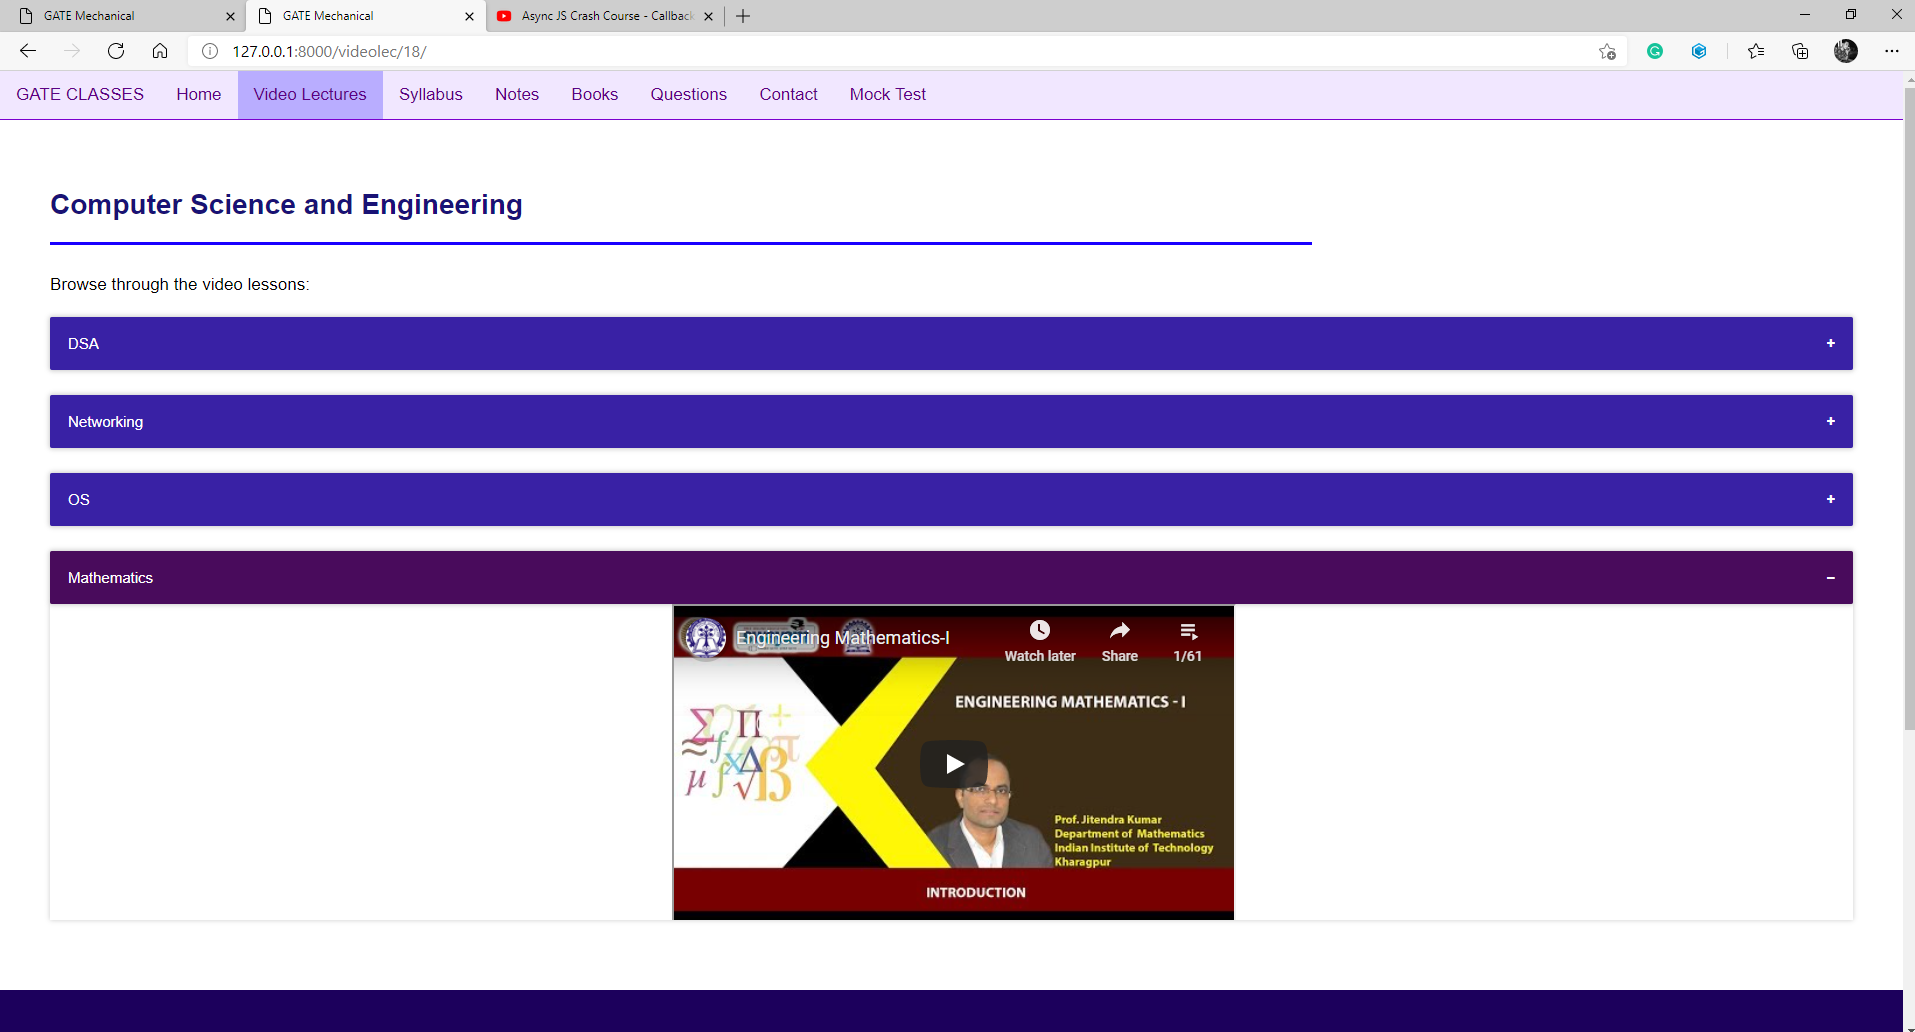 GATE Mechanical
GATE Mechanical
Async JS Crash Course - Callback
127.0.0.1:8000/videolec/18/
GATE CLASSES Home Video Lectures Syllabus Notes Books Questions Contact Mock Test
Computer Science and Engineering
Browse through the video lessons:
DSA +
Networking +
OS +
Mathematics −
Engineering Mathematics-I
Watch later Share 1/61
ENGINEERING MATHEMATICS - I
Σ Π +
≈ f x Δ π
μ ∫ √ β
Prof. Jitendra Kumar
Department of Mathematics
Indian Institute of Technology
Kharagpur
INTRODUCTION